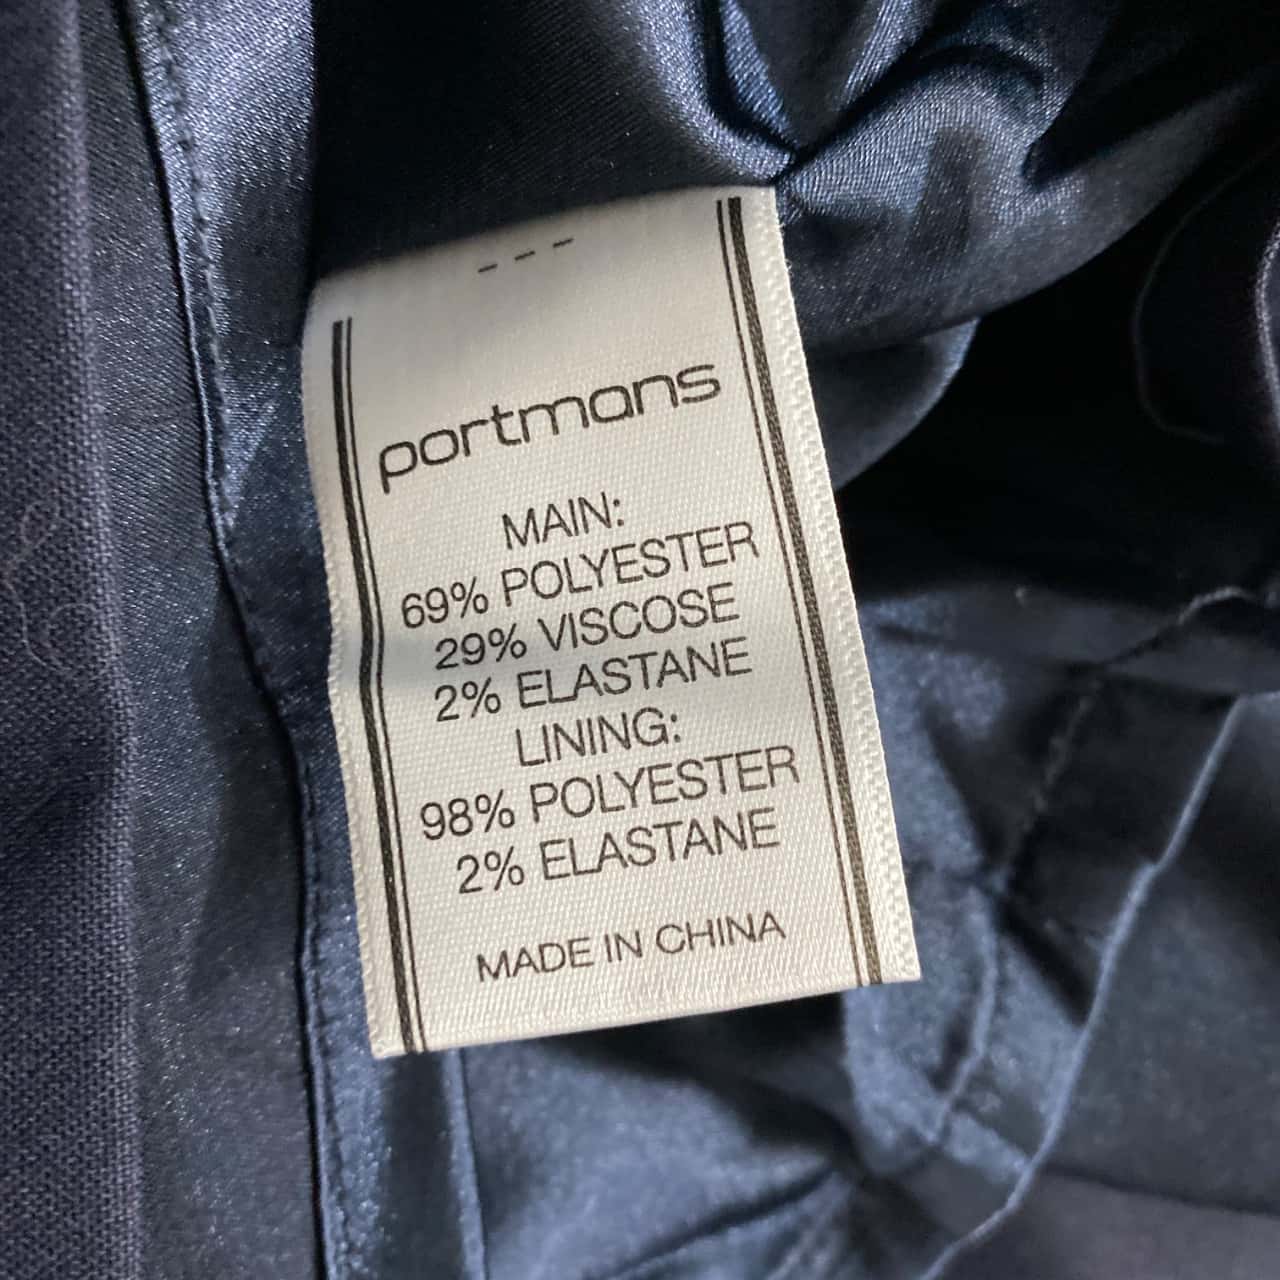 - - -
portmans
MAIN:
69% POLYESTER
29% VISCOSE
2% ELASTANE
LINING:
98% POLYESTER
2% ELASTANE
MADE IN CHINA